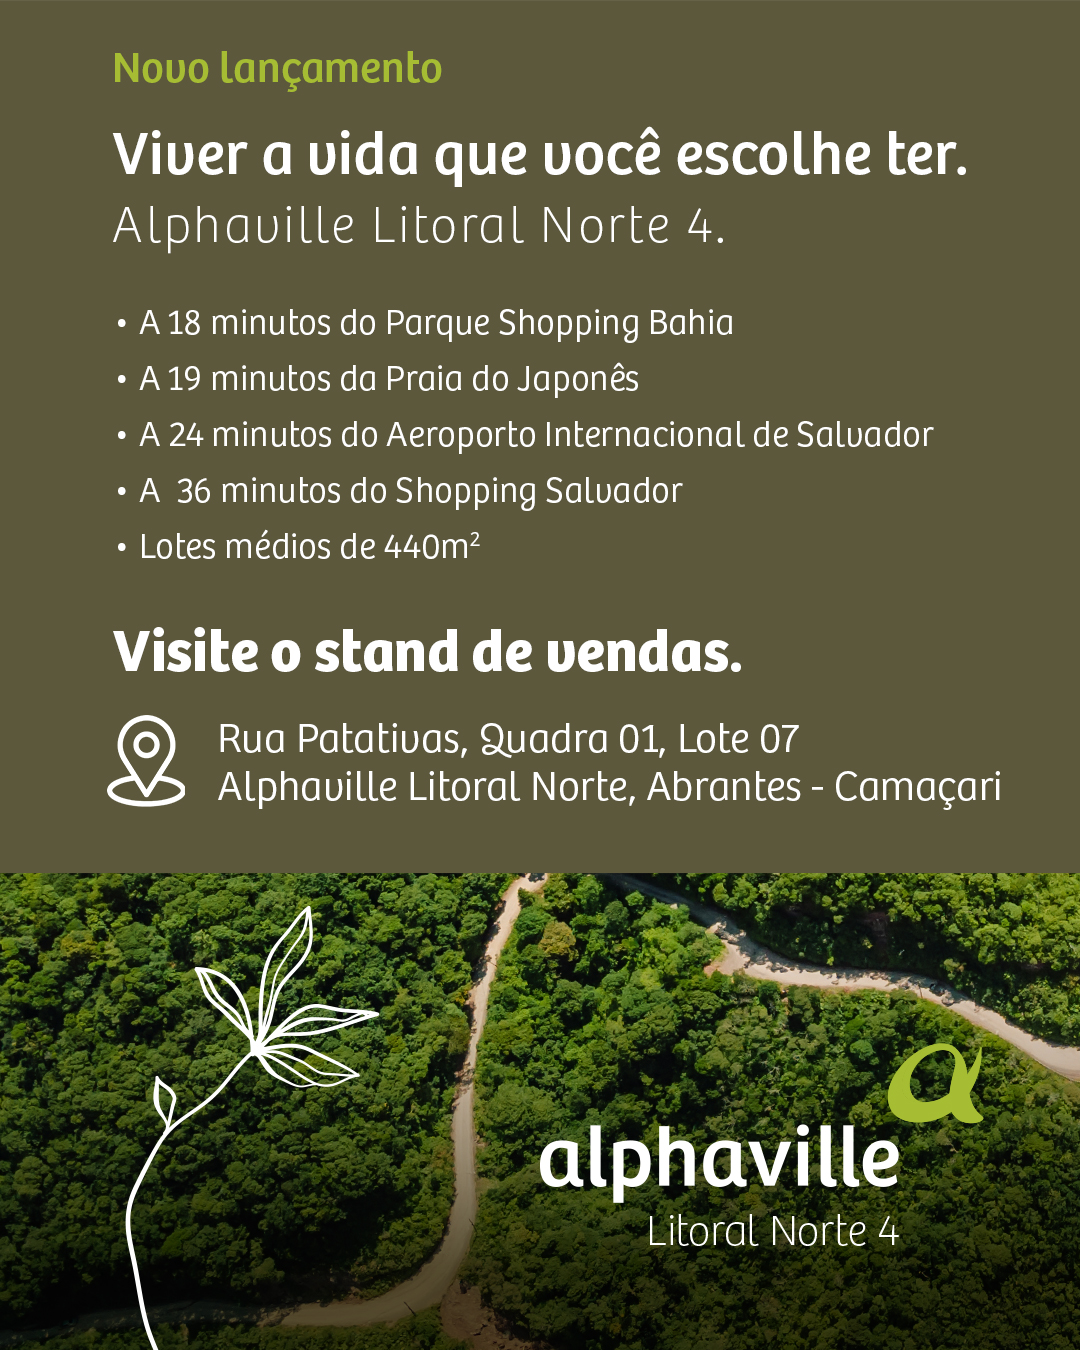 Novo lançamento
Viver a vida que você escolhe ter.
Alphaville Litoral Norte 4.
• A 18 minutos do Parque Shopping Bahia
• A 19 minutos da Praia do Japonês
• A 24 minutos do Aeroporto Internacional de Salvador
• A  36 minutos do Shopping Salvador
• Lotes médios de 440m²
Visite o stand de vendas.
Rua Patativas, Quadra 01, Lote 07
Alphaville Litoral Norte, Abrantes - Camaçari
alphaville
Litoral Norte 4